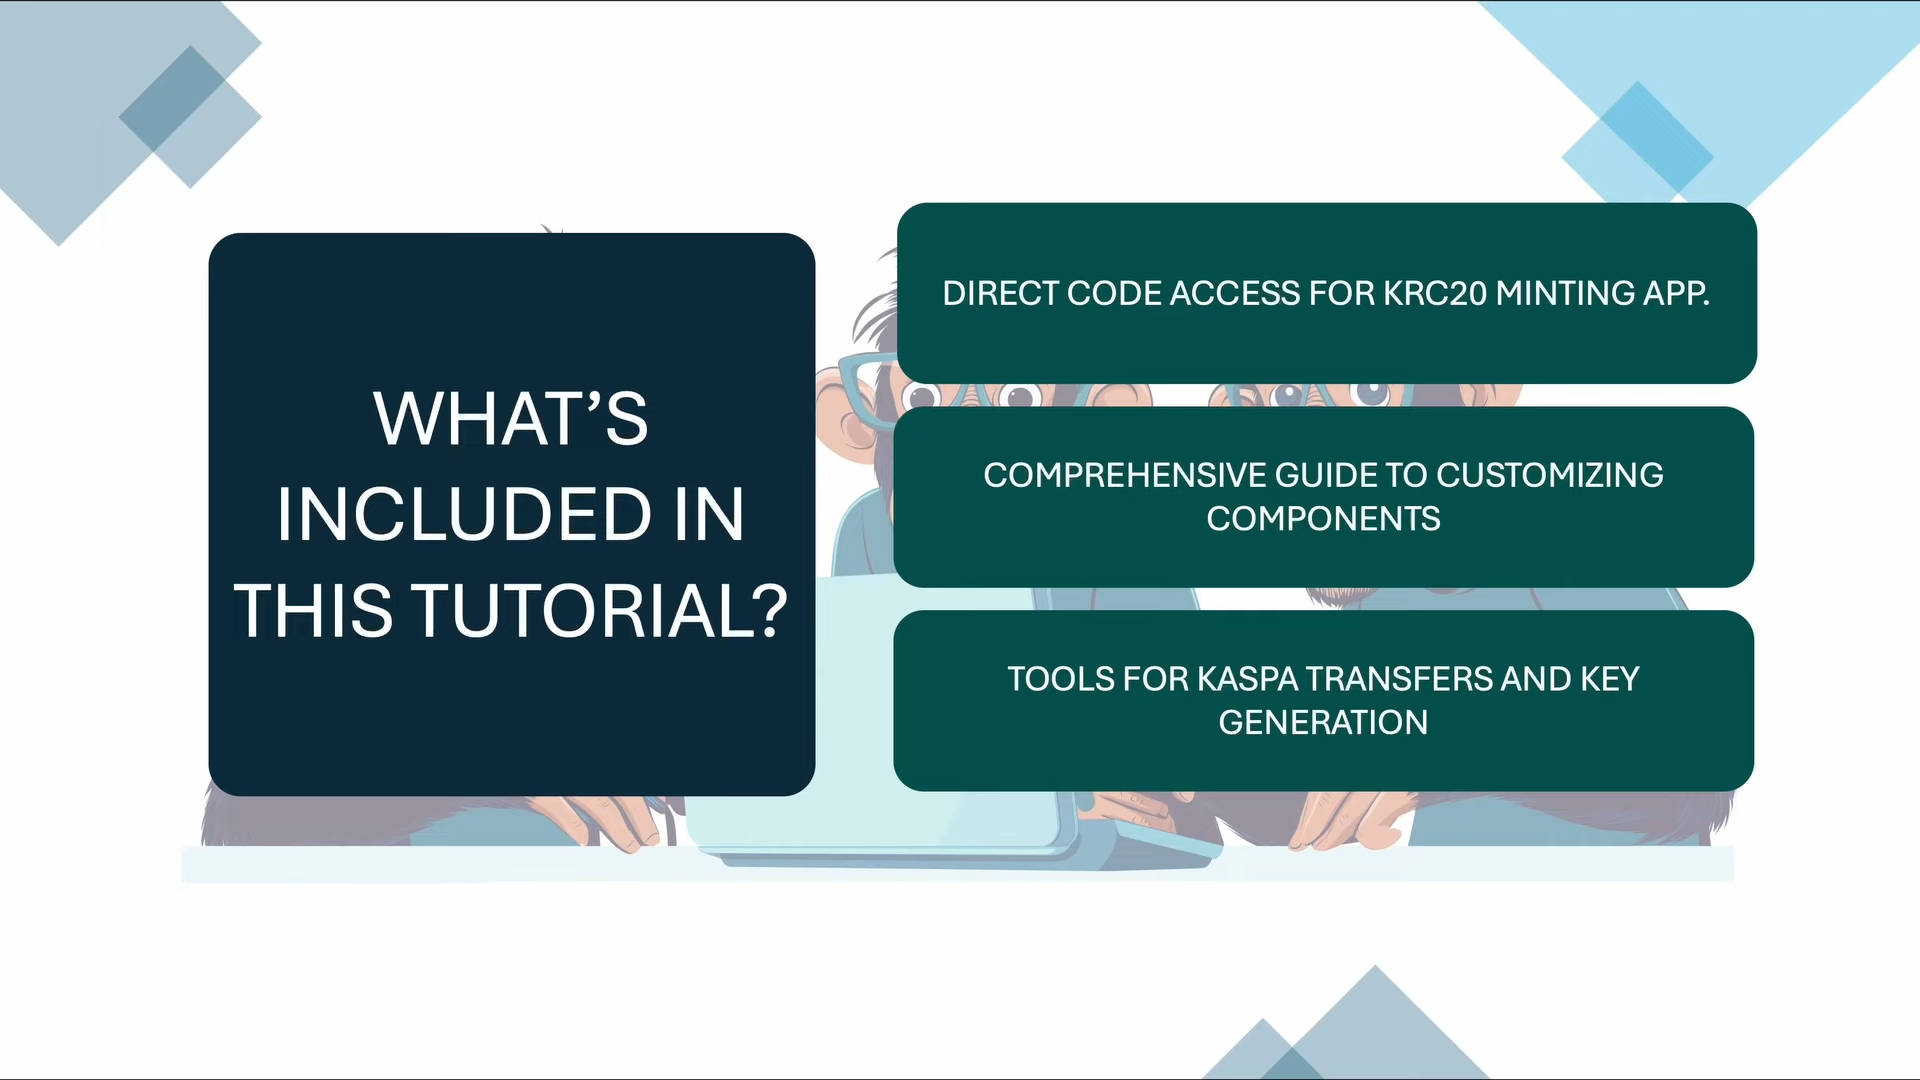 WHAT’S
INCLUDED IN
THIS TUTORIAL?
DIRECT CODE ACCESS FOR KRC20 MINTING APP.
COMPREHENSIVE GUIDE TO CUSTOMIZING
COMPONENTS
TOOLS FOR KASPA TRANSFERS AND KEY
GENERATION